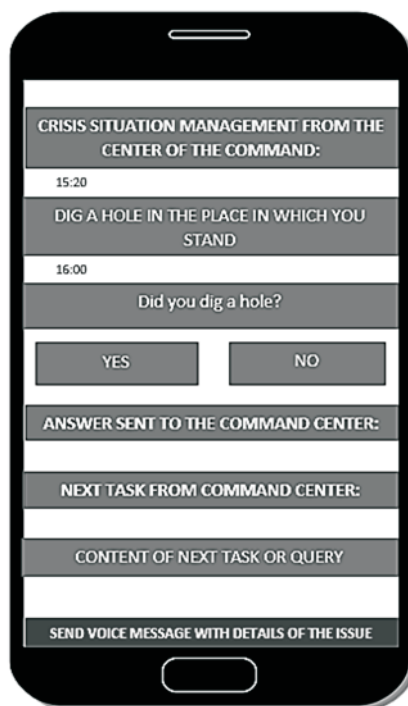 CRISIS SITUATION MANAGEMENT FROM THE
CENTER OF THE COMMAND:
15:20
DIG A HOLE IN THE PLACE IN WHICH YOU
STAND
16:00
Did you dig a hole?
YES
NO
ANSWER SENT TO THE COMMAND CENTER:
NEXT TASK FROM COMMAND CENTER:
CONTENT OF NEXT TASK OR QUERY
SEND VOICE MESSAGE WITH DETAILS OF THE ISSUE